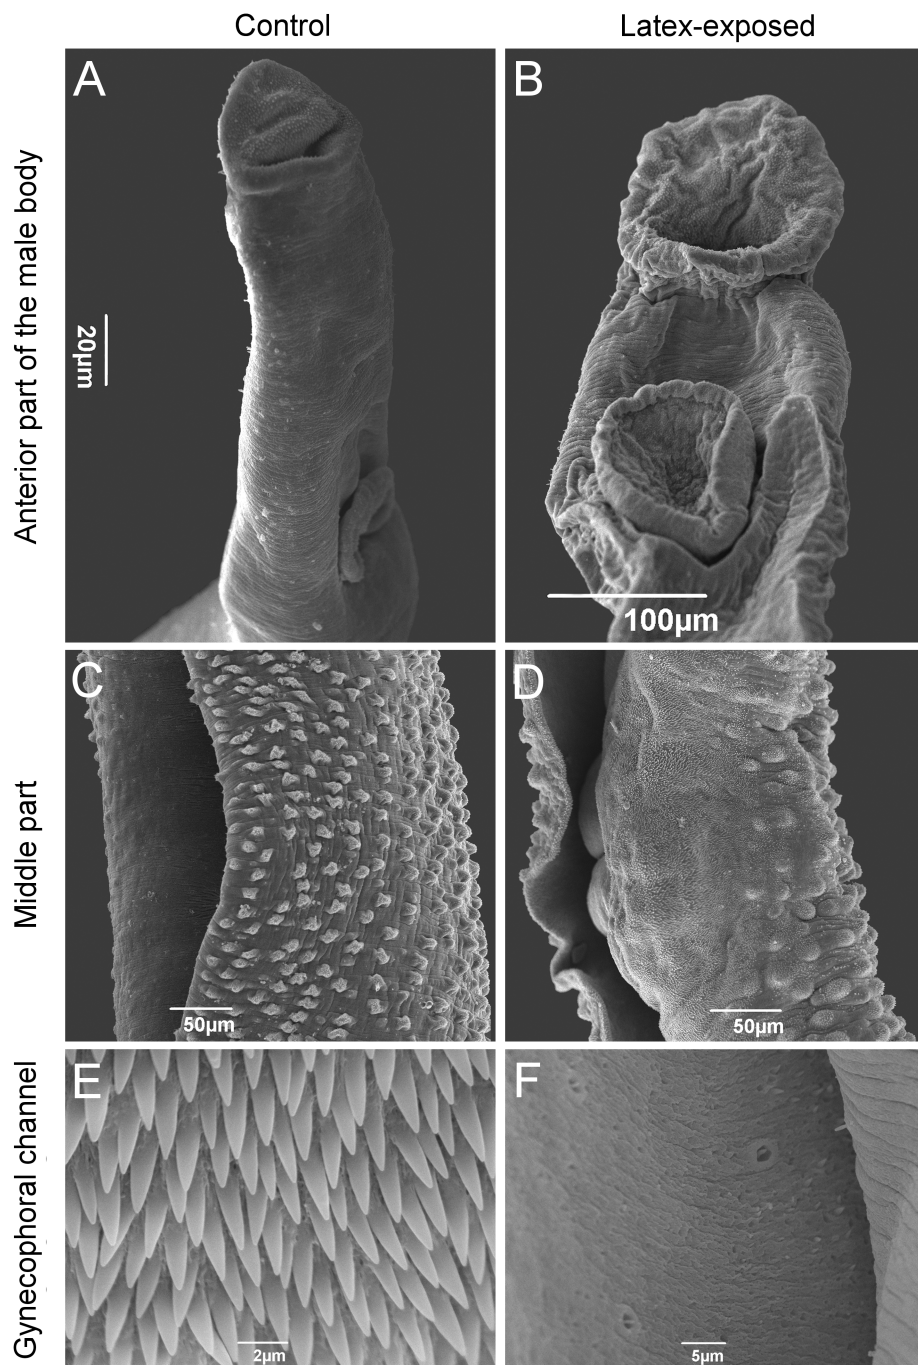 Control
Latex-exposed
Anterior part of the male body
A
20µm
B
100µm
Middle part
C
50µm
D
50µm
Gynecophoral channel
E
2µm
F
5µm